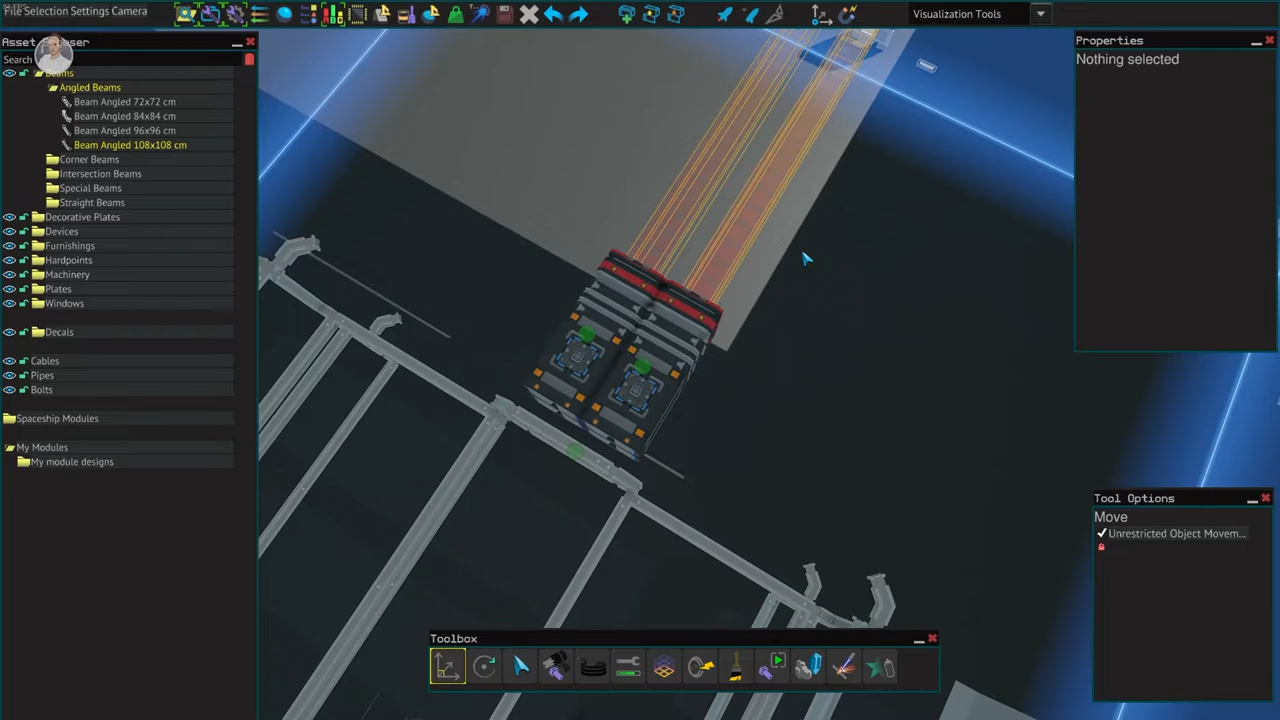 File Selection Settings Camera
Visualization Tools
Search
Beams
Angled Beams
Beam Angled 72x72 cm
Beam Angled 84x84 cm
Beam Angled 96x96 cm
Beam Angled 108x108 cm
Corner Beams
Intersection Beams
Special Beams
Straight Beams
Decorative Plates
Devices
Furnishings
Hardpoints
Machinery
Plates
Windows
Decals
Cables
Pipes
Bolts
Spaceship Modules
My Modules
My module designs
Properties
Nothing selected
Tool Options
Move
Unrestricted Object Movem...
Toolbox